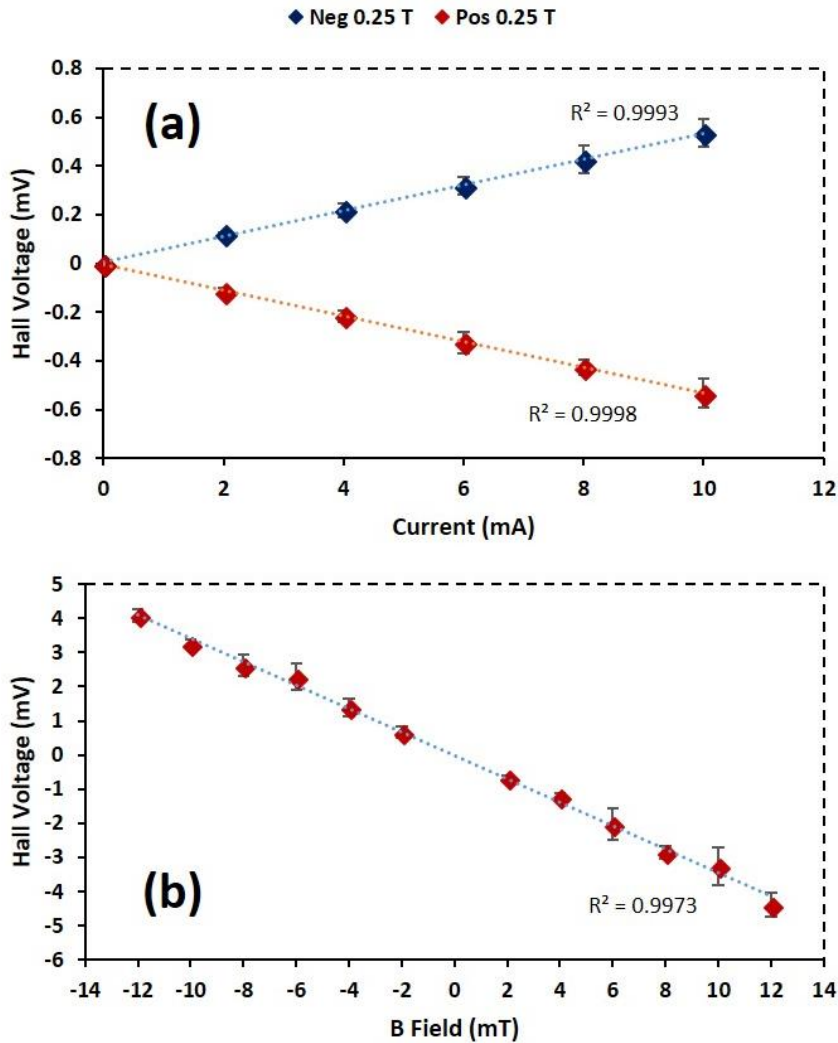 Neg 0.25 T Pos 0.25 T
0.8
0.6
0.4
0.2
0
-0.2
-0.4
-0.6
-0.8
Hall Voltage (mV)
(a)
R² = 0.9993
R² = 0.9998
0 2 4 6 8 10 12
Current (mA)
5
4
3
2
1
0
-1
-2
-3
-4
-5
-6
Hall Voltage (mV)
(b)
R² = 0.9973
-14 -12 -10 -8 -6 -4 -2 0 2 4 6 8 10 12 14
B Field (mT)